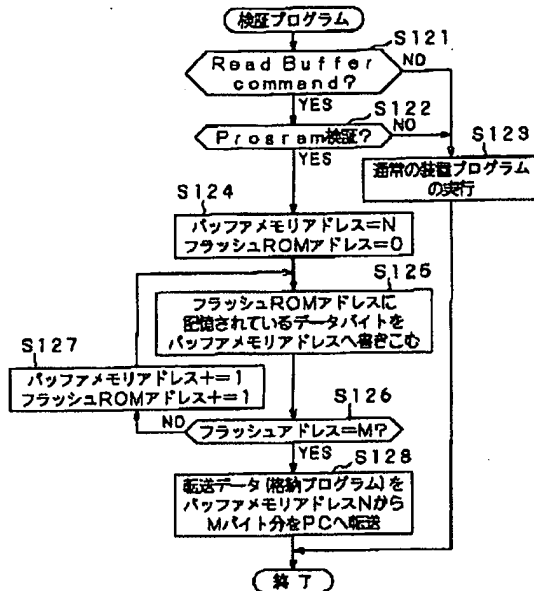 検証プログラム
S121
Read Buffer
command?
NO
YES
S122
Program検証?
NO
YES
S123
通常の装置プログラム
の実行
S124
バッファメモリアドレス=N
フラッシュROMアドレス=0
S125
フラッシュROMアドレスに
記憶されているデータバイトを
バッファメモリアドレスへ書きこむ
S127
バッファメモリアドレス+=1
フラッシュROMアドレス+=1
S126
NO
フラッシュアドレス=M?
YES
S128
転送データ(格納プログラム)を
バッファメモリアドレスNから
Mバイト分をPCへ転送
終了